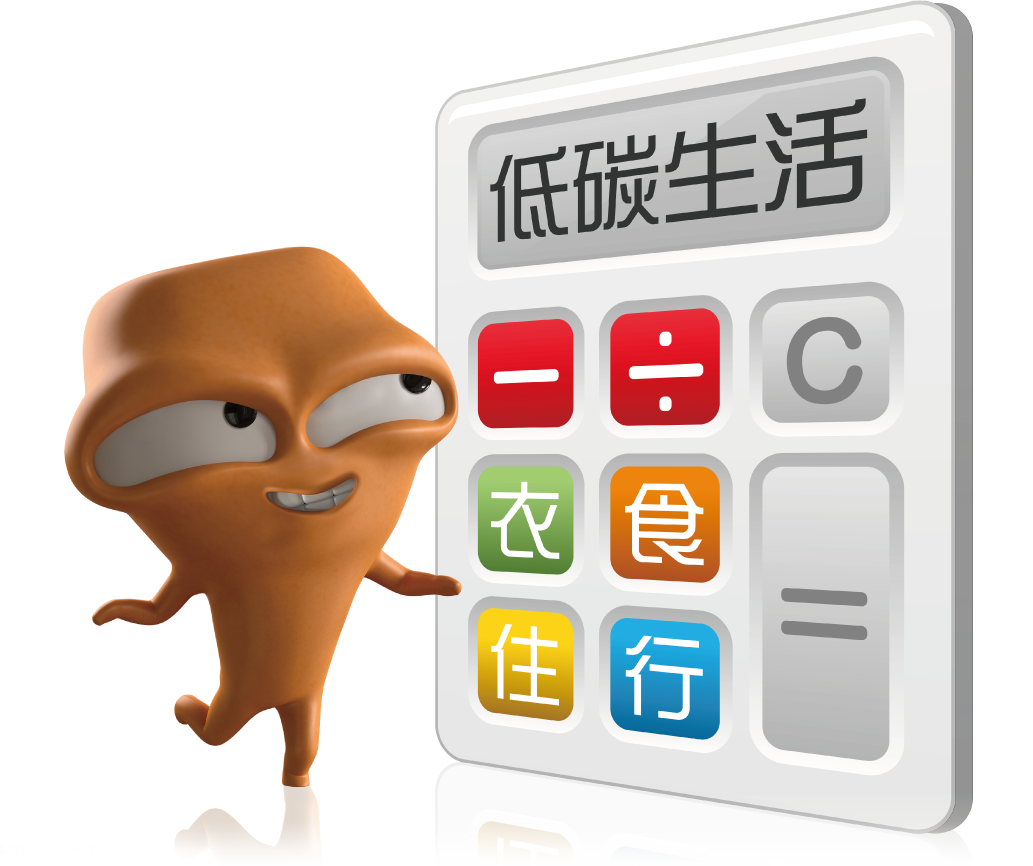 低碳生活
− ÷ C
衣 食
住 行 =